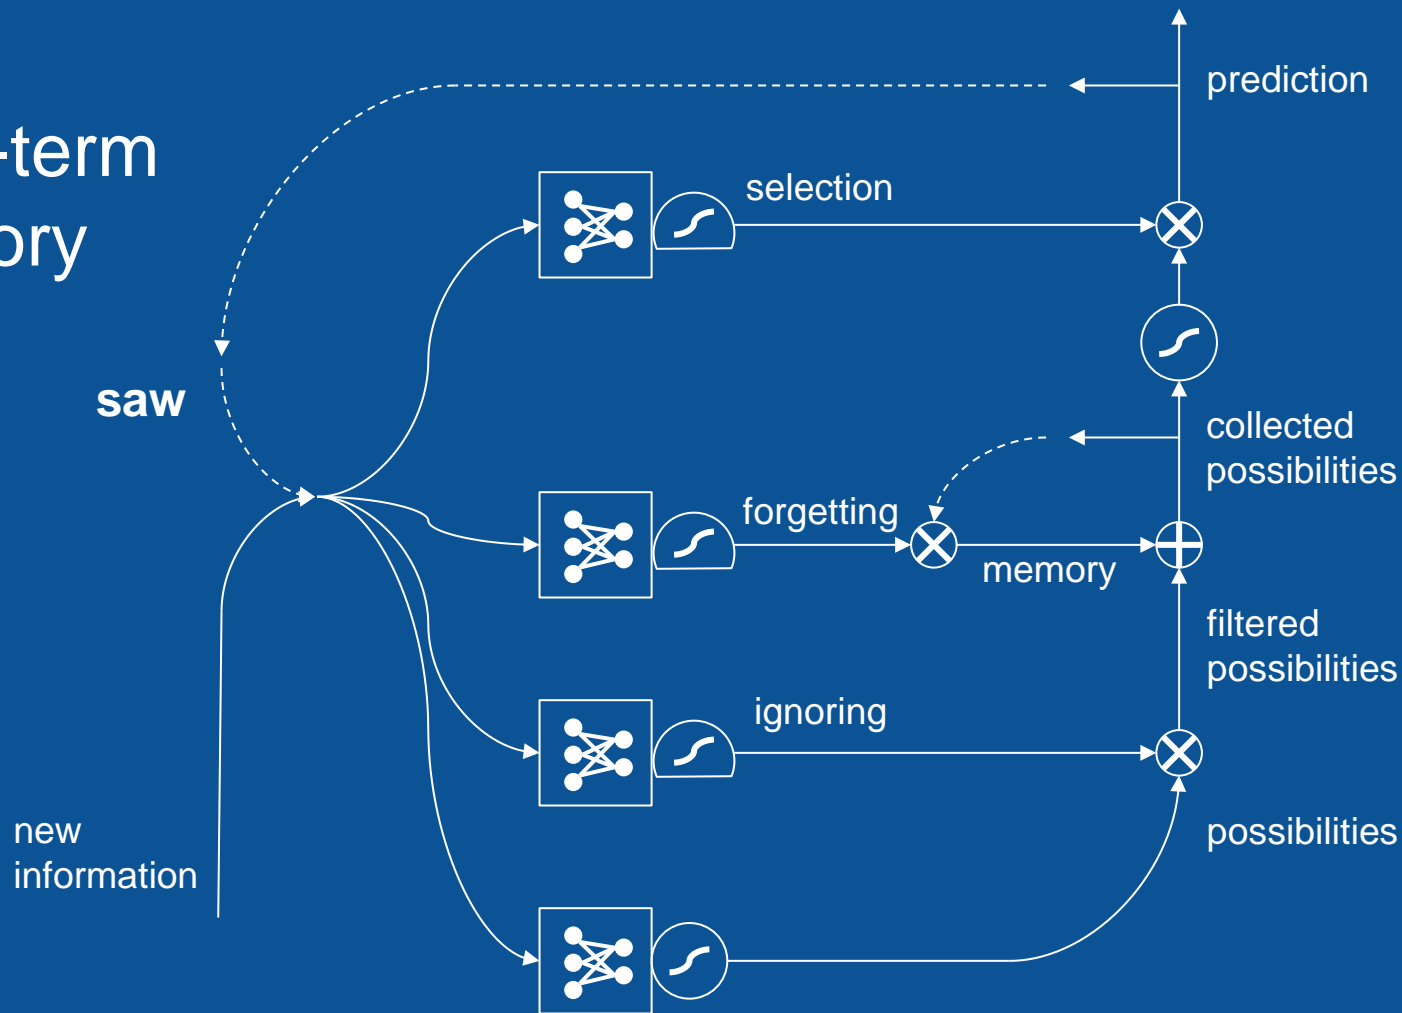 -term
ory
prediction
selection
saw
collected
possibilities
forgetting
memory
filtered
possibilities
ignoring
new
information
possibilities